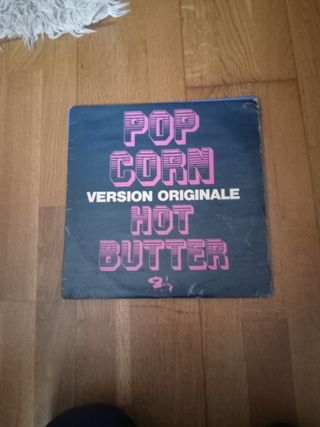 POP
CORN
VERSION ORIGINALE
HOT
BUTTER